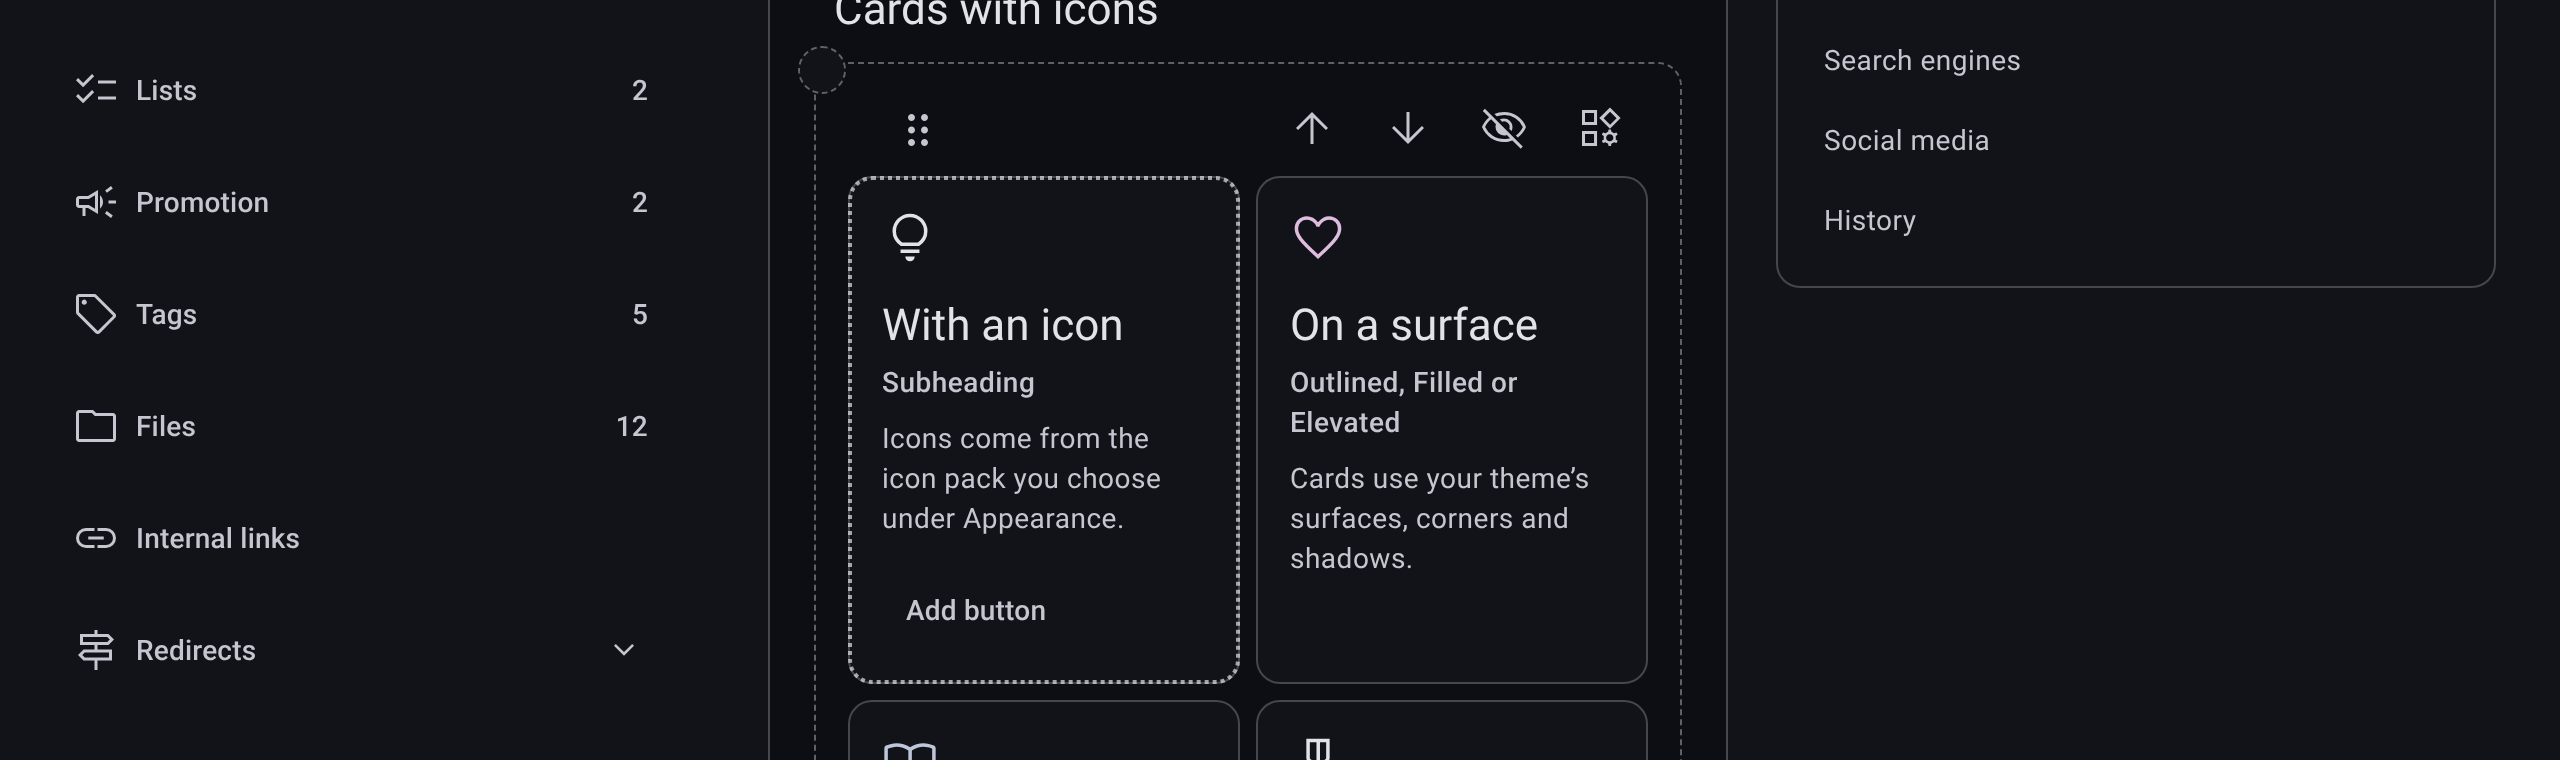 Cards with icons
Lists 2
Promotion 2
Tags 5
Files 12
Internal links
Redirects
With an icon
Subheading
Icons come from the
icon pack you choose
under Appearance.
Add button
On a surface
Outlined, Filled or
Elevated
Cards use your theme’s
surfaces, corners and
shadows.
Search engines
Social media
History